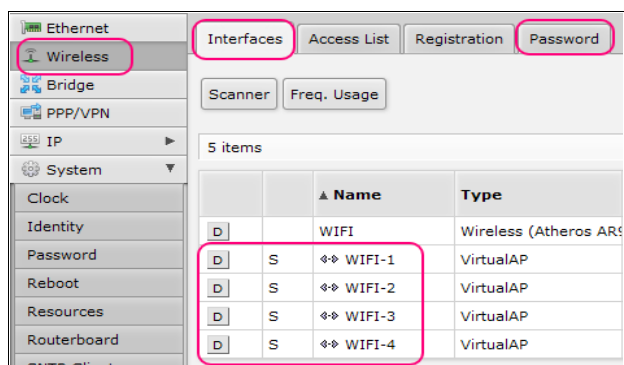 Ethernet
Wireless
Bridge
PPP/VPN
IP
System
Clock
Identity
Password
Reboot
Resources
Routerboard
Interfaces Access List Registration Password
Scanner Freq. Usage
5 items
Name Type
D WIFI Wireless (Atheros AR9
D S WIFI-1 VirtualAP
D S WIFI-2 VirtualAP
D S WIFI-3 VirtualAP
D S WIFI-4 VirtualAP